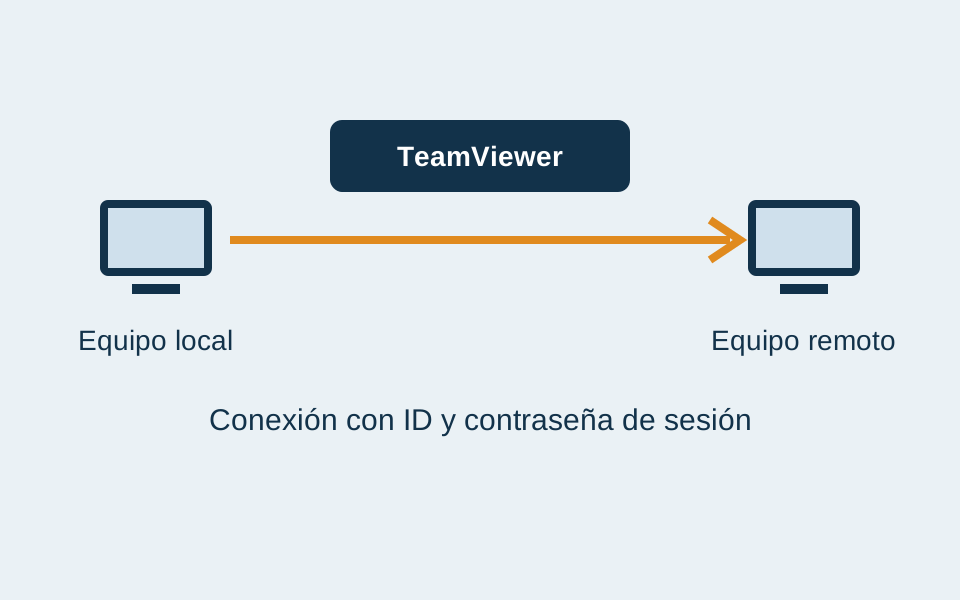 TeamViewer
Equipo local
Equipo remoto
Conexión con ID y contraseña de sesión